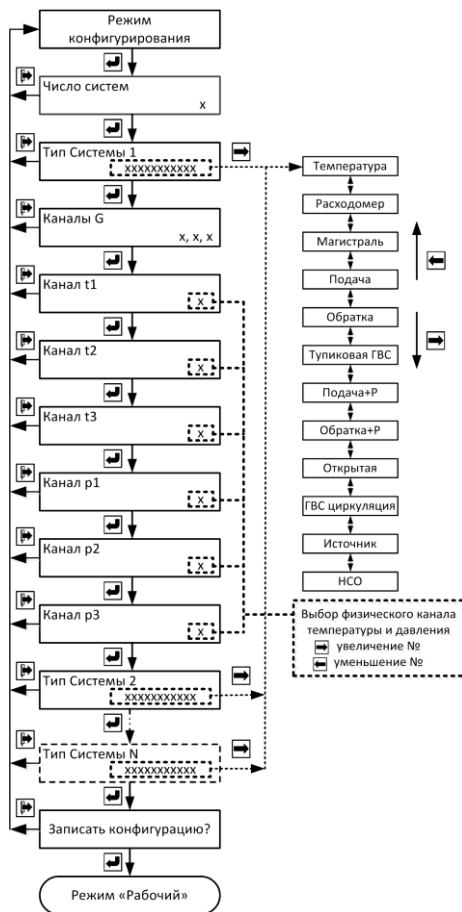 Режим
конфигурирования
Число систем
x
Тип Системы 1
xxxxxxxxxxx
Каналы G
x, x, x
Канал t1
x
Канал t2
x
Канал t3
x
Канал p1
x
Канал p2
x
Канал p3
x
Тип Системы 2
xxxxxxxxxxx
Тип Системы N
xxxxxxxxxxx
Записать конфигурацию?
Режим «Рабочий»
Температура
Расходомер
Магистраль
Подача
Обратка
Тупиковая ГВС
Подача+Р
Обратка+Р
Открытая
ГВС циркуляция
Источник
НСО
Выбор физического канала
температуры и давления
увеличение №
уменьшение №